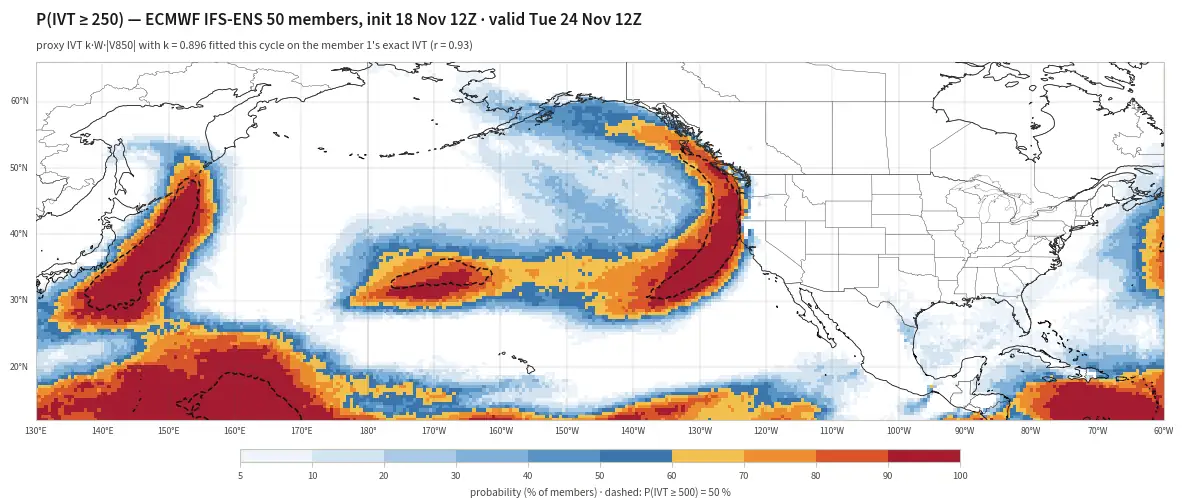 P(IVT ≥ 250) — ECMWF IFS-ENS 50 members, init 18 Nov 12Z · valid Tue 24 Nov 12Z
proxy IVT k·W·|V850| with k = 0.896 fitted this cycle on the member 1's exact IVT (r = 0.93)
60°N
50°N
40°N
30°N
20°N
130°E 140°E 150°E 160°E 170°E 180° 170°W 160°W 150°W 140°W 130°W 120°W 110°W 100°W 90°W 80°W 70°W 60°W
5 10 20 30 40 50 60 70 80 90 100
probability (% of members) · dashed: P(IVT ≥ 500) = 50 %